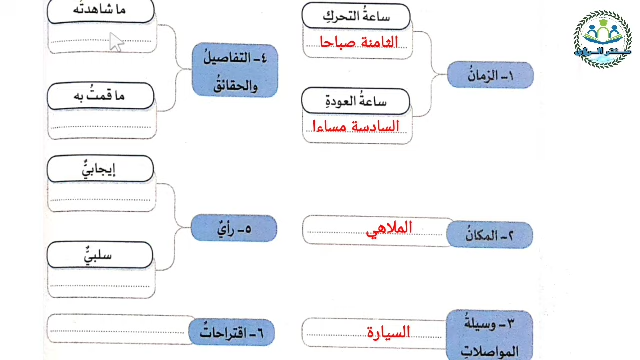 ١- الزمانُ
ساعةُ التحركِ
الثامنة صباحا
ساعةُ العودةِ
السادسة مساءا
٢- المكانُ
الملاهي
٣- وسيلةُ
المواصلاتِ
السيارة
٤- التفاصيلُ
والحقائقُ
ما شاهدتُه
ما قمتُ به
٥- رأيٌ
إيجابيٌّ
سلبيٌّ
٦- اقتراحاتٌ